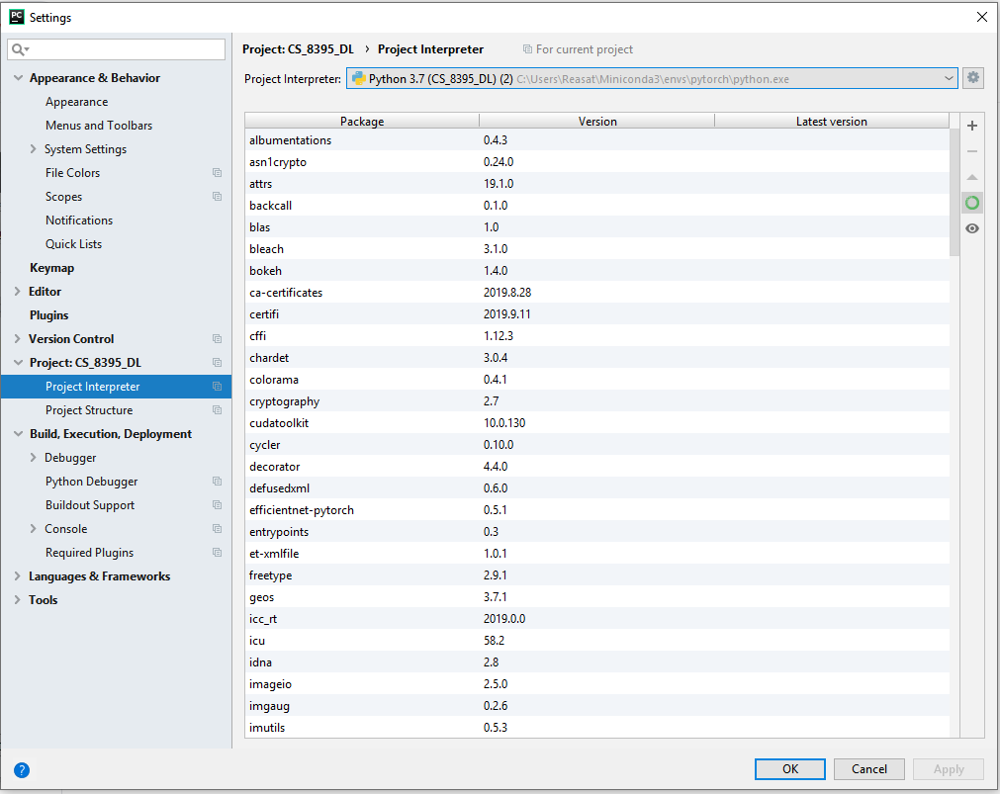 PC Settings
Project: CS_8395_DL › Project Interpreter For current project
Project Interpreter: Python 3.7 (CS_8395_DL) (2) C:\Users\Reasat\Miniconda3\envs\pytorch\python.exe
Appearance & Behavior
Appearance
Menus and Toolbars
System Settings
File Colors
Scopes
Notifications
Quick Lists
Keymap
Editor
Plugins
Version Control
Project: CS_8395_DL
Project Interpreter
Project Structure
Build, Execution, Deployment
Debugger
Python Debugger
Buildout Support
Console
Required Plugins
Languages & Frameworks
Tools
Package Version Latest version
albumentations 0.4.3
asn1crypto 0.24.0
attrs 19.1.0
backcall 0.1.0
blas 1.0
bleach 3.1.0
bokeh 1.4.0
ca-certificates 2019.8.28
certifi 2019.9.11
cffi 1.12.3
chardet 3.0.4
colorama 0.4.1
cryptography 2.7
cudatoolkit 10.0.130
cycler 0.10.0
decorator 4.4.0
defusedxml 0.6.0
efficientnet-pytorch 0.5.1
entrypoints 0.3
et-xmlfile 1.0.1
freetype 2.9.1
geos 3.7.1
icc_rt 2019.0.0
icu 58.2
idna 2.8
imageio 2.5.0
imgaug 0.2.6
imutils 0.5.3
? OK Cancel Apply